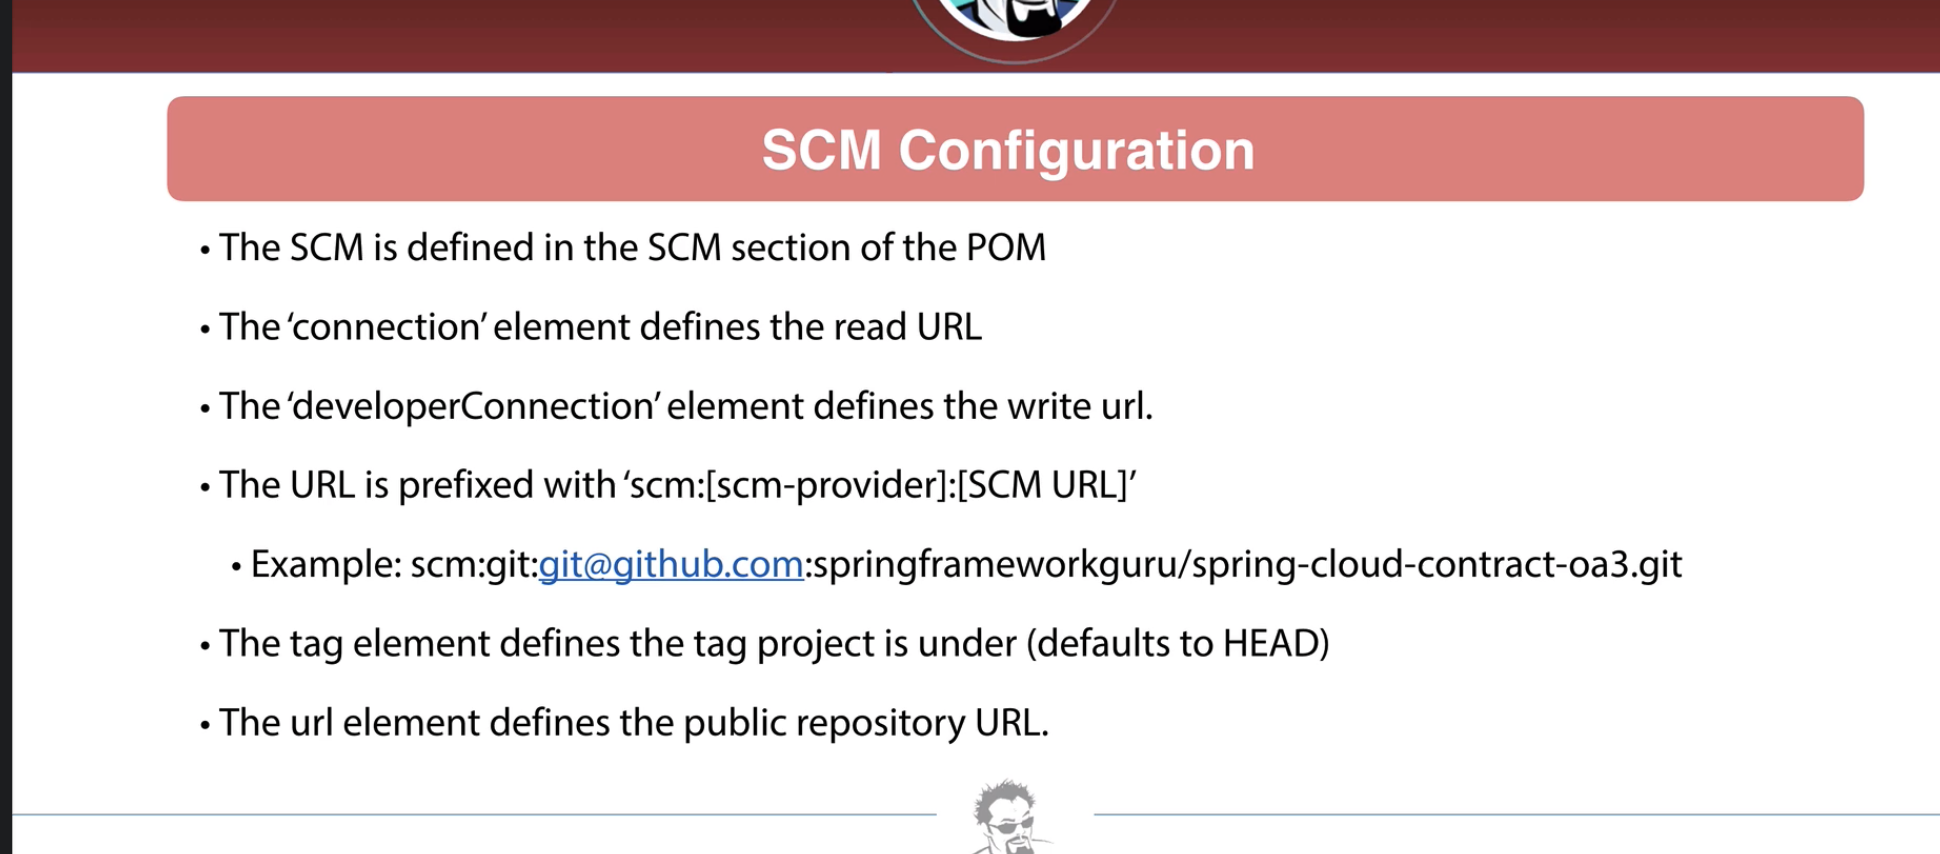 SCM Configuration
• The SCM is defined in the SCM section of the POM
• The ‘connection’ element defines the read URL
• The ‘developerConnection’ element defines the write url.
• The URL is prefixed with ‘scm:[scm-provider]:[SCM URL]’
• Example: scm:git:git@github.com:springframeworkguru/spring-cloud-contract-oa3.git
• The tag element defines the tag project is under (defaults to HEAD)
• The url element defines the public repository URL.